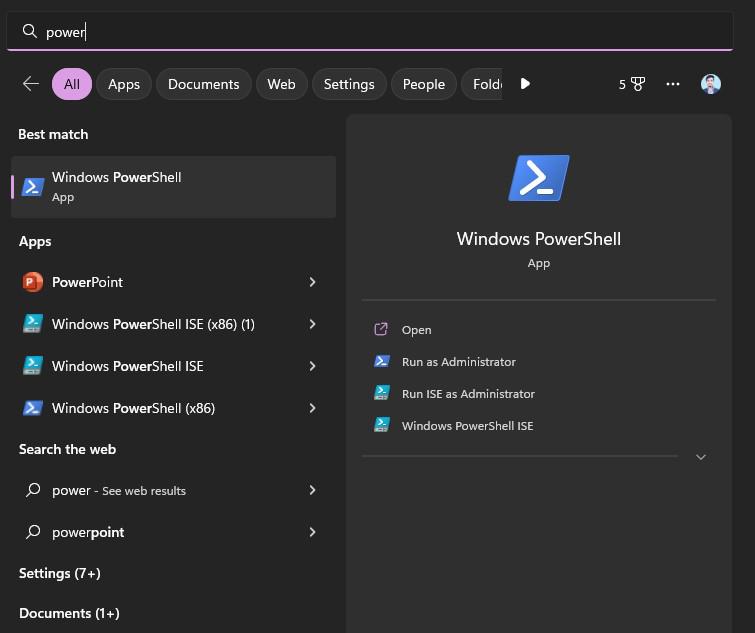 power
All Apps Documents Web Settings People Fold 5
Best match
Windows PowerShell
App
Apps
PowerPoint
Windows PowerShell ISE (x86) (1)
Windows PowerShell ISE
Windows PowerShell (x86)
Search the web
power - See web results
powerpoint
Settings (7+)
Documents (1+)
Windows PowerShell
App
Open
Run as Administrator
Run ISE as Administrator
Windows PowerShell ISE